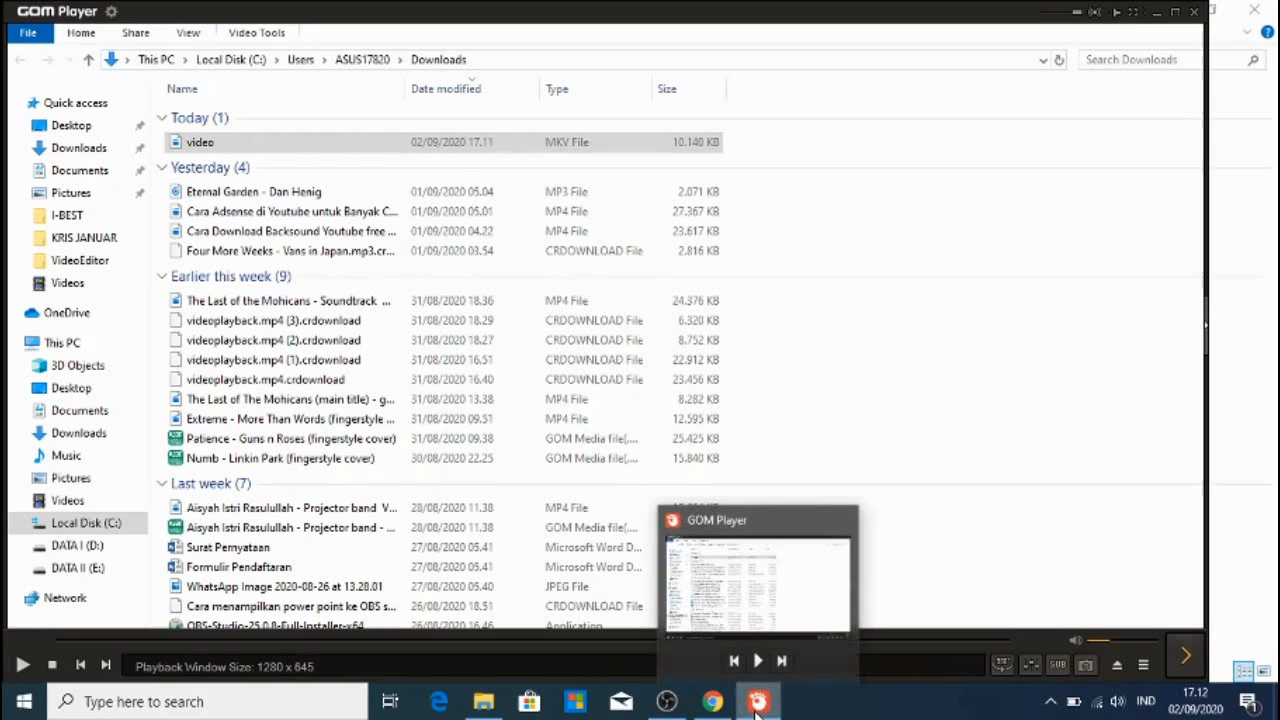 GOM Player
File Home Share View Video Tools
This PC Local Disk (C:) Users ASUS17820 Downloads Search Downloads
Name Date modified Type Size
Quick access
Desktop
Downloads
Documents
Pictures
I-BEST
KRIS JANUAR
VideoEditor
Videos
OneDrive
This PC
3D Objects
Desktop
Documents
Downloads
Music
Pictures
Videos
Local Disk (C:)
DATA I (D:)
DATA II (E:)
Network
Today (1)
video 02/09/2020 17.11 MKV File 10.140 KB
Yesterday (4)
Eternal Garden - Dan Henig 01/09/2020 05.04 MP3 File 2.071 KB
Cara Adsense di Youtube untuk Banyak C... 01/09/2020 05.01 MP4 File 27.367 KB
Cara Download Backsound Youtube free ... 01/09/2020 04.22 MP4 File 23.617 KB
Four More Weeks - Vans in Japan.mp3.cr... 01/09/2020 03.54 CRDOWNLOAD File 2.816 KB
Earlier this week (9)
The Last of the Mohicans - Soundtrack ... 31/08/2020 18.36 MP4 File 24.376 KB
videoplayback.mp4 (3).crdownload 31/08/2020 18.29 CRDOWNLOAD File 6.320 KB
videoplayback.mp4 (2).crdownload 31/08/2020 18.27 CRDOWNLOAD File 8.752 KB
videoplayback.mp4 (1).crdownload 31/08/2020 16.31 CRDOWNLOAD File 22.912 KB
videoplayback.mp4.crdownload 31/08/2020 16.40 CRDOWNLOAD File 23.456 KB
The Last of The Mohicans (main title) - g... 31/08/2020 13.38 MP4 File 8.282 KB
Extreme - More Than Words (fingerstyle ... 31/08/2020 09.51 MP4 File 12.595 KB
Patience - Guns n Roses (fingerstyle cover) 31/08/2020 09.38 GOM Media file(,... 25.425 KB
Numb - Linkin Park (fingerstyle cover) 30/08/2020 22.25 GOM Media file(,... 15.840 KB
Last week (7)
Aisyah Istri Rasulullah - Projector band V... 28/08/2020 11.38 MP4 File
Aisyah Istri Rasulullah - Projector band - ... 28/08/2020 11.38 GOM Media file(,...
Surat Pernyataan 27/08/2020 05.41 Microsoft Word D...
Formulir Pendaftaran 27/08/2020 05.41 Microsoft Word D...
WhatsApp Image 2020-08-26 at 13.28.01 JPEG File
Cara menampilkan power point ke OBS s... 26/08/2020 18.51 CRDOWNLOAD File
OBS-Studio-25.0.8-Full-Installer-x64 Application
GOM Player
Playback Window Size: 1280 x 645
SUB
Type here to search
IND
17.12
02/09/2020
1